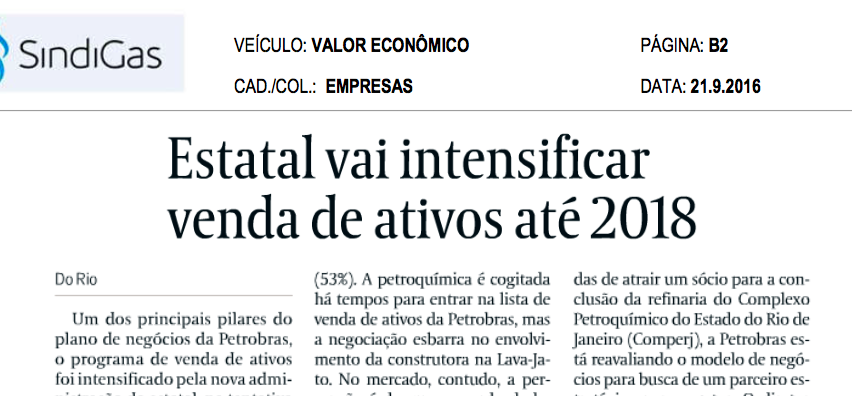 SindiGas
VEÍCULO: VALOR ECONÔMICO
PÁGINA: B2
CAD./COL.: EMPRESAS
DATA: 21.9.2016
Estatal vai intensificar
venda de ativos até 2018
Do Rio
Um dos principais pilares do
plano de negócios da Petrobras,
o programa de venda de ativos
foi intensificado pela nova admi-
(53%). A petroquímica é cogitada
há tempos para entrar na lista de
venda de ativos da Petrobras, mas
a negociação esbarra no envolvi-
mento da construtora na Lava-Ja-
to. No mercado, contudo, a per-
das de atrair um sócio para a con-
clusão da refinaria do Complexo
Petroquímico do Estado do Rio de
Janeiro (Comperj), a Petrobras es-
tá reavaliando o modelo de negó-
cios para busca de um parceiro es-